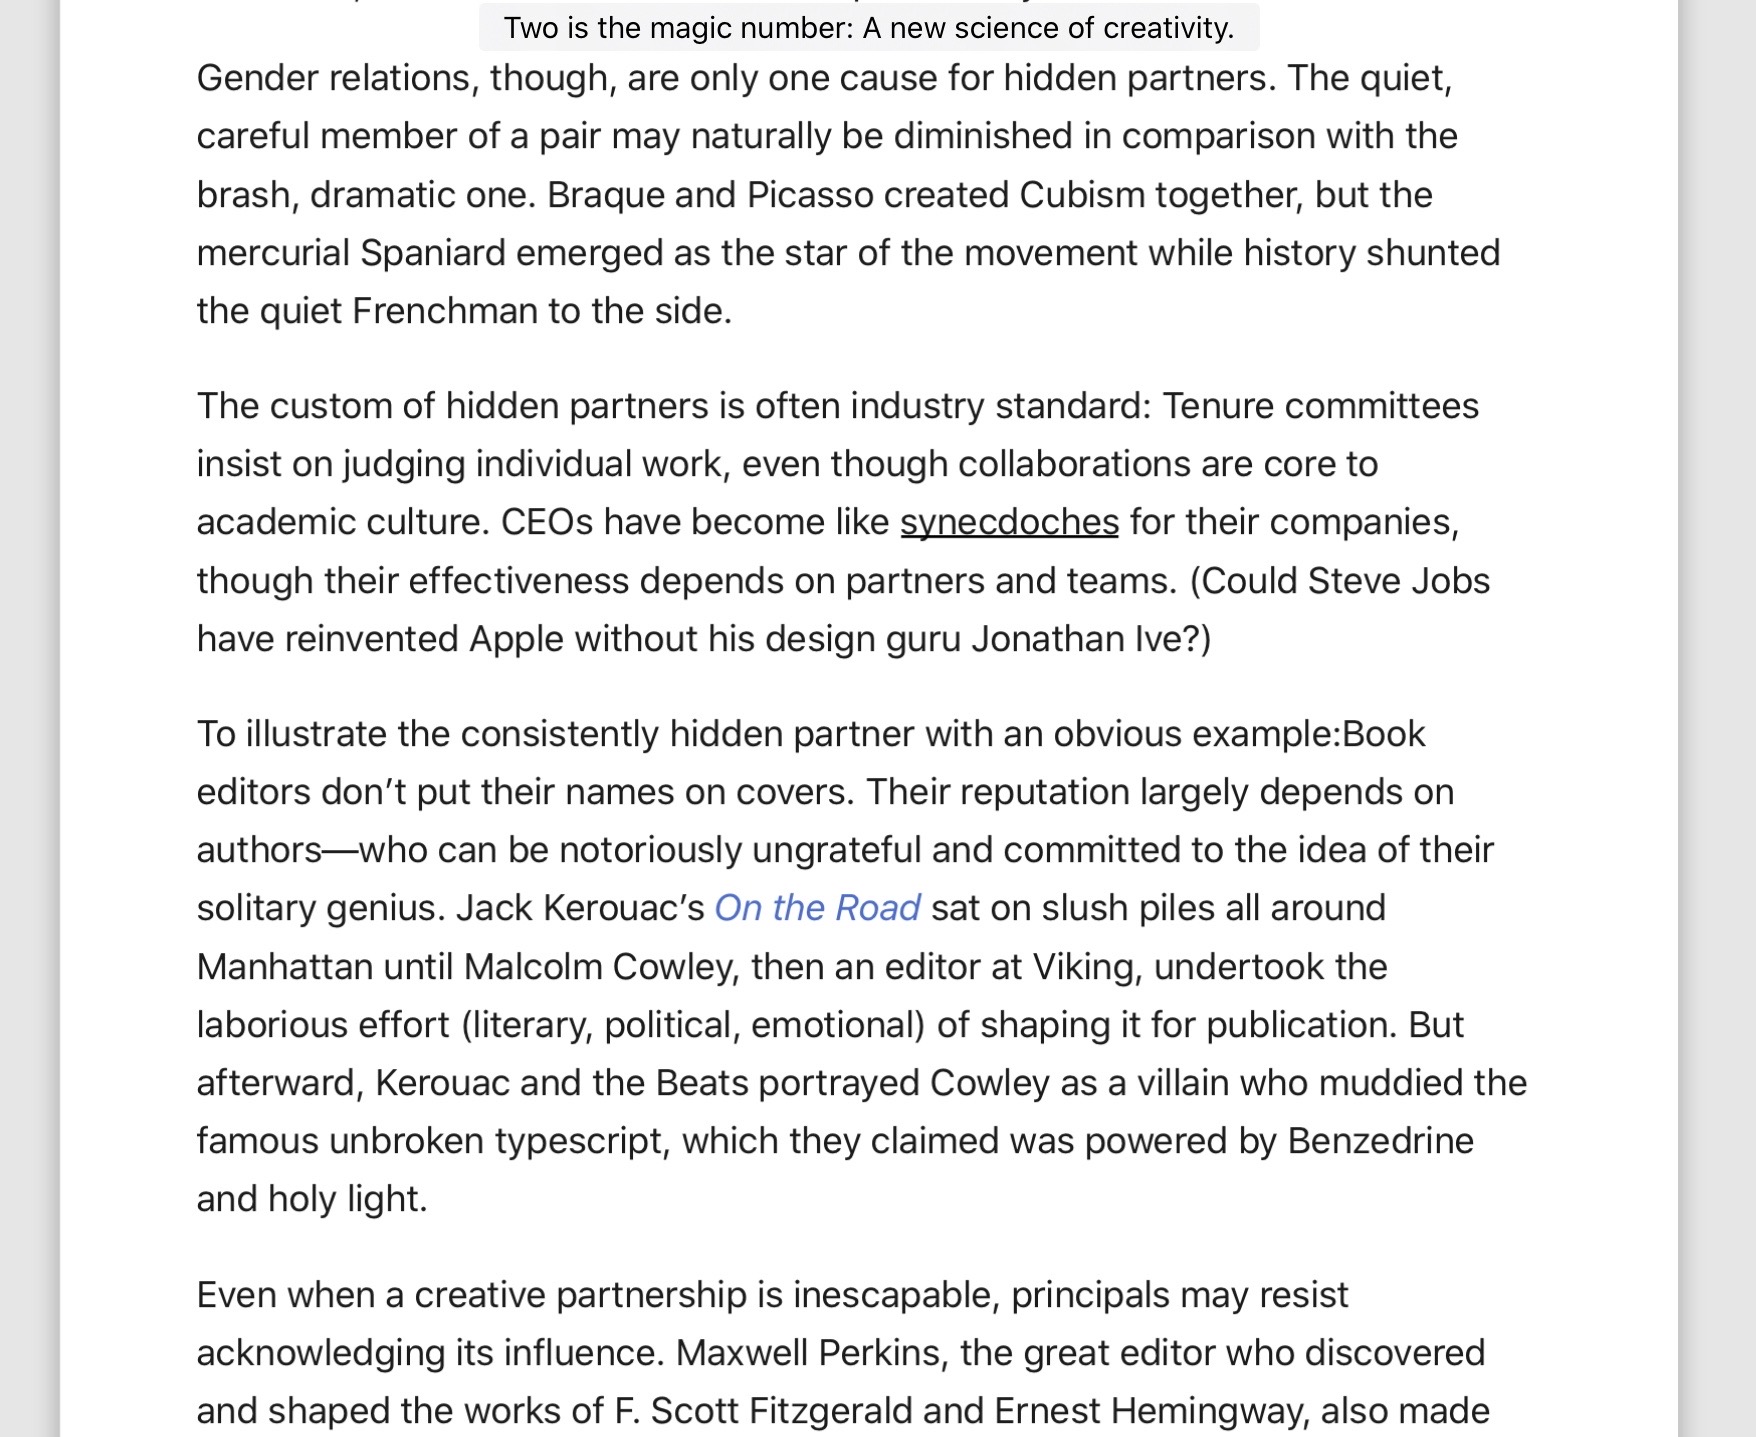 Two is the magic number: A new science of creativity.
Gender relations, though, are only one cause for hidden partners. The quiet,
careful member of a pair may naturally be diminished in comparison with the
brash, dramatic one. Braque and Picasso created Cubism together, but the
mercurial Spaniard emerged as the star of the movement while history shunted
the quiet Frenchman to the side.
The custom of hidden partners is often industry standard: Tenure committees
insist on judging individual work, even though collaborations are core to
academic culture. CEOs have become like synecdoches for their companies,
though their effectiveness depends on partners and teams. (Could Steve Jobs
have reinvented Apple without his design guru Jonathan Ive?)
To illustrate the consistently hidden partner with an obvious example:Book
editors don’t put their names on covers. Their reputation largely depends on
authors—who can be notoriously ungrateful and committed to the idea of their
solitary genius. Jack Kerouac’s On the Road sat on slush piles all around
Manhattan until Malcolm Cowley, then an editor at Viking, undertook the
laborious effort (literary, political, emotional) of shaping it for publication. But
afterward, Kerouac and the Beats portrayed Cowley as a villain who muddied the
famous unbroken typescript, which they claimed was powered by Benzedrine
and holy light.
Even when a creative partnership is inescapable, principals may resist
acknowledging its influence. Maxwell Perkins, the great editor who discovered
and shaped the works of F. Scott Fitzgerald and Ernest Hemingway, also made